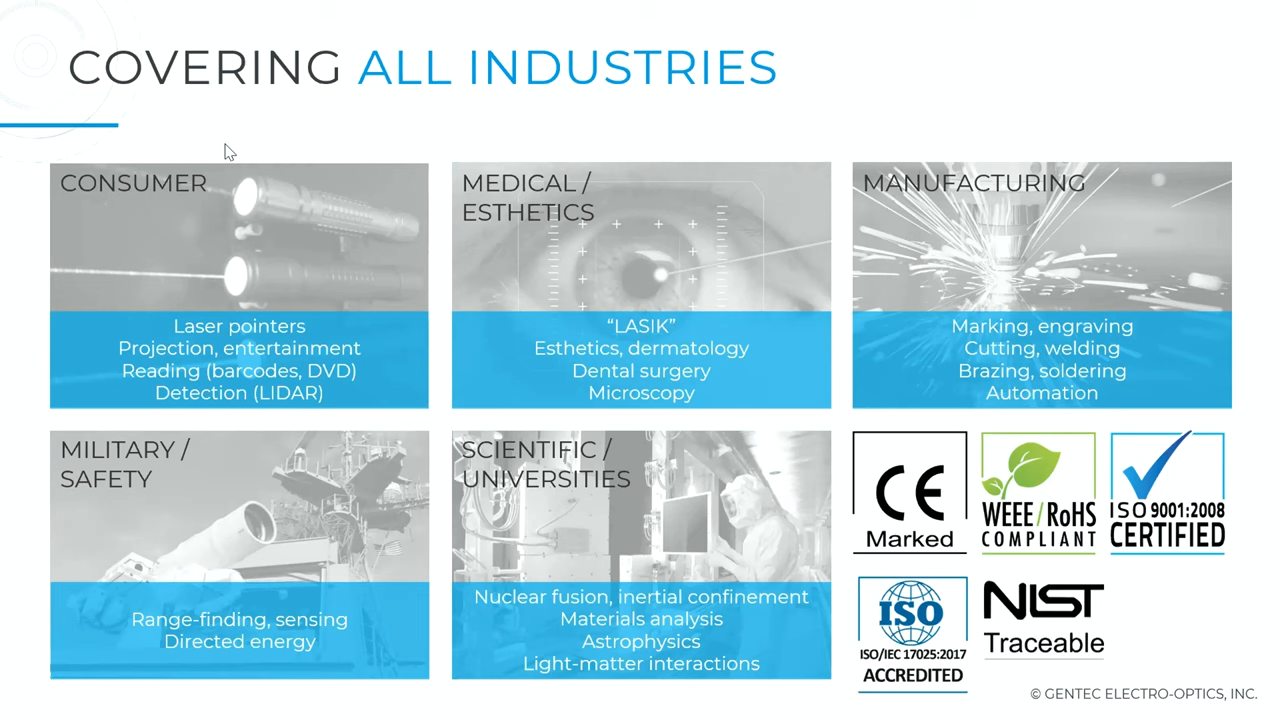 COVERING ALL INDUSTRIES
CONSUMER
Laser pointers
Projection, entertainment
Reading (barcodes, DVD)
Detection (LIDAR)
MEDICAL /
ESTHETICS
“LASIK”
Esthetics, dermatology
Dental surgery
Microscopy
MANUFACTURING
Marking, engraving
Cutting, welding
Brazing, soldering
Automation
MILITARY /
SAFETY
Range-finding, sensing
Directed energy
SCIENTIFIC /
UNIVERSITIES
Nuclear fusion, inertial confinement
Materials analysis
Astrophysics
Light-matter interactions
CE
Marked
WEEE/RoHS
COMPLIANT
ISO 9001:2008
CERTIFIED
ISO
ISO/IEC 17025:2017
ACCREDITED
NIST
Traceable
© GENTEC ELECTRO-OPTICS, INC.